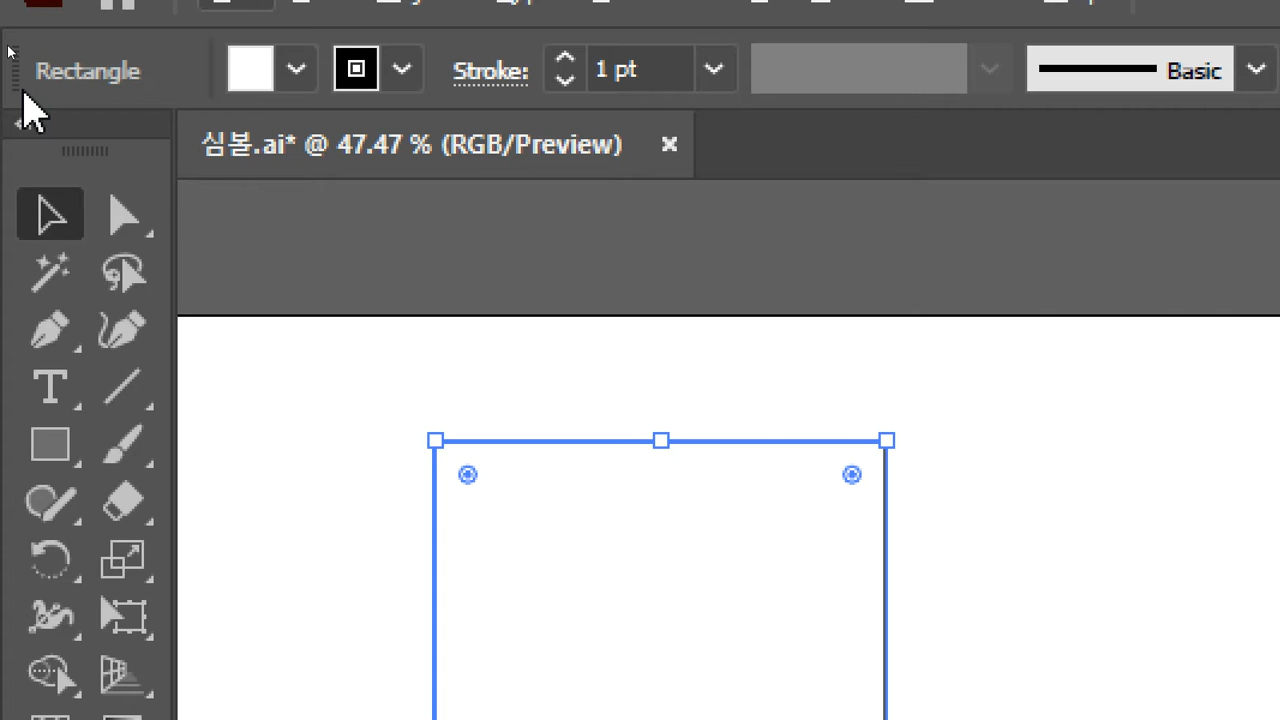 Rectangle
Stroke:
1 pt
Basic
심볼.ai* @ 47.47 % (RGB/Preview)